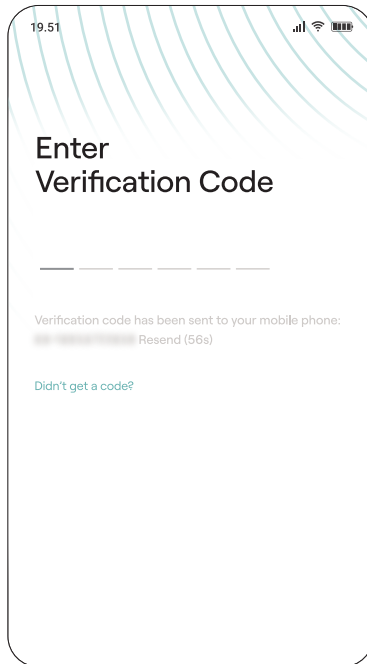 19.51
Enter
Verification Code
Verification code has been sent to your mobile phone:
Resend (56s)
Didn't get a code?